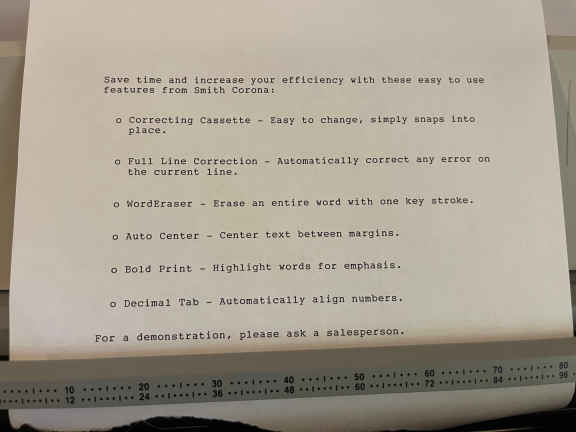 Save time and increase your efficiency with these easy to use
features from Smith Corona:
o Correcting Cassette - Easy to change, simply snaps into
place.
o Full Line Correction - Automatically correct any error on
the current line.
o WordEraser - Erase an entire word with one key stroke.
o Auto Center - Center text between margins.
o Bold Print - Highlight words for emphasis.
o Decimal Tab - Automatically align numbers.
For a demonstration, please ask a salesperson.
10 20 30 40 50 60 70 80
12 24 36 48 60 72 84 96